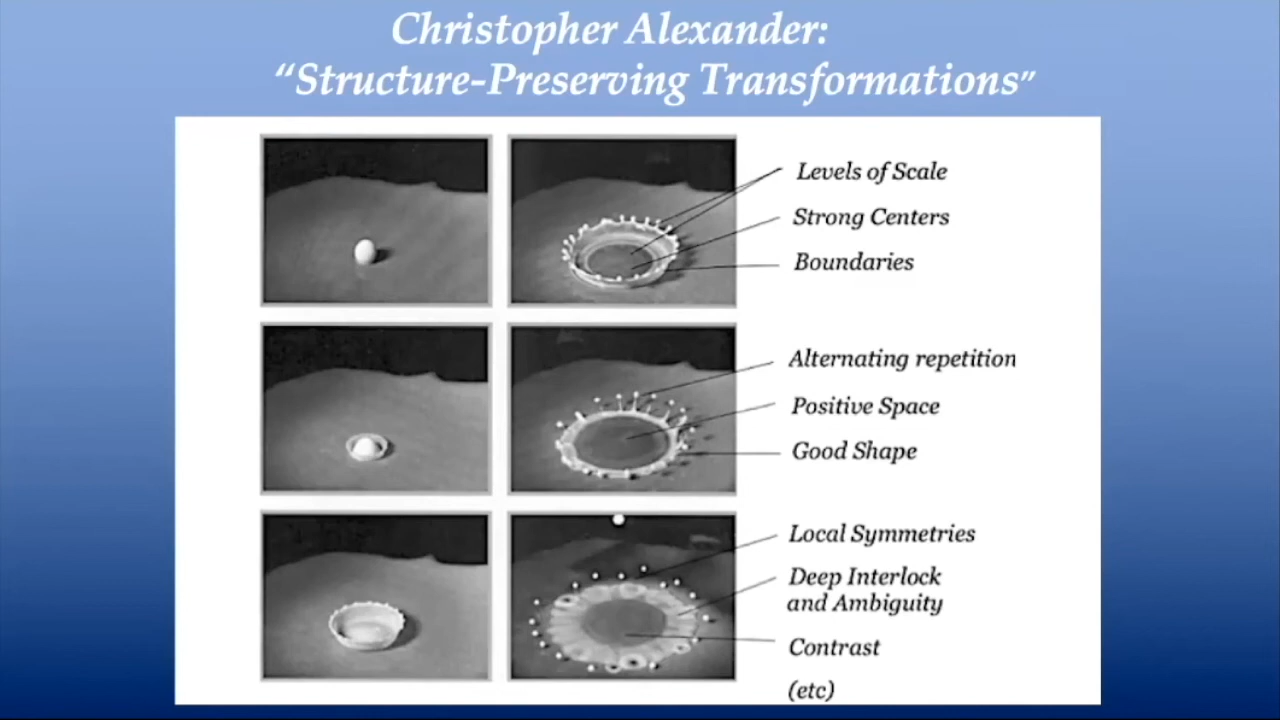 Christopher Alexander:
“Structure-Preserving Transformations”
Levels of Scale
Strong Centers
Boundaries
Alternating repetition
Positive Space
Good Shape
Local Symmetries
Deep Interlock
and Ambiguity
Contrast
(etc)